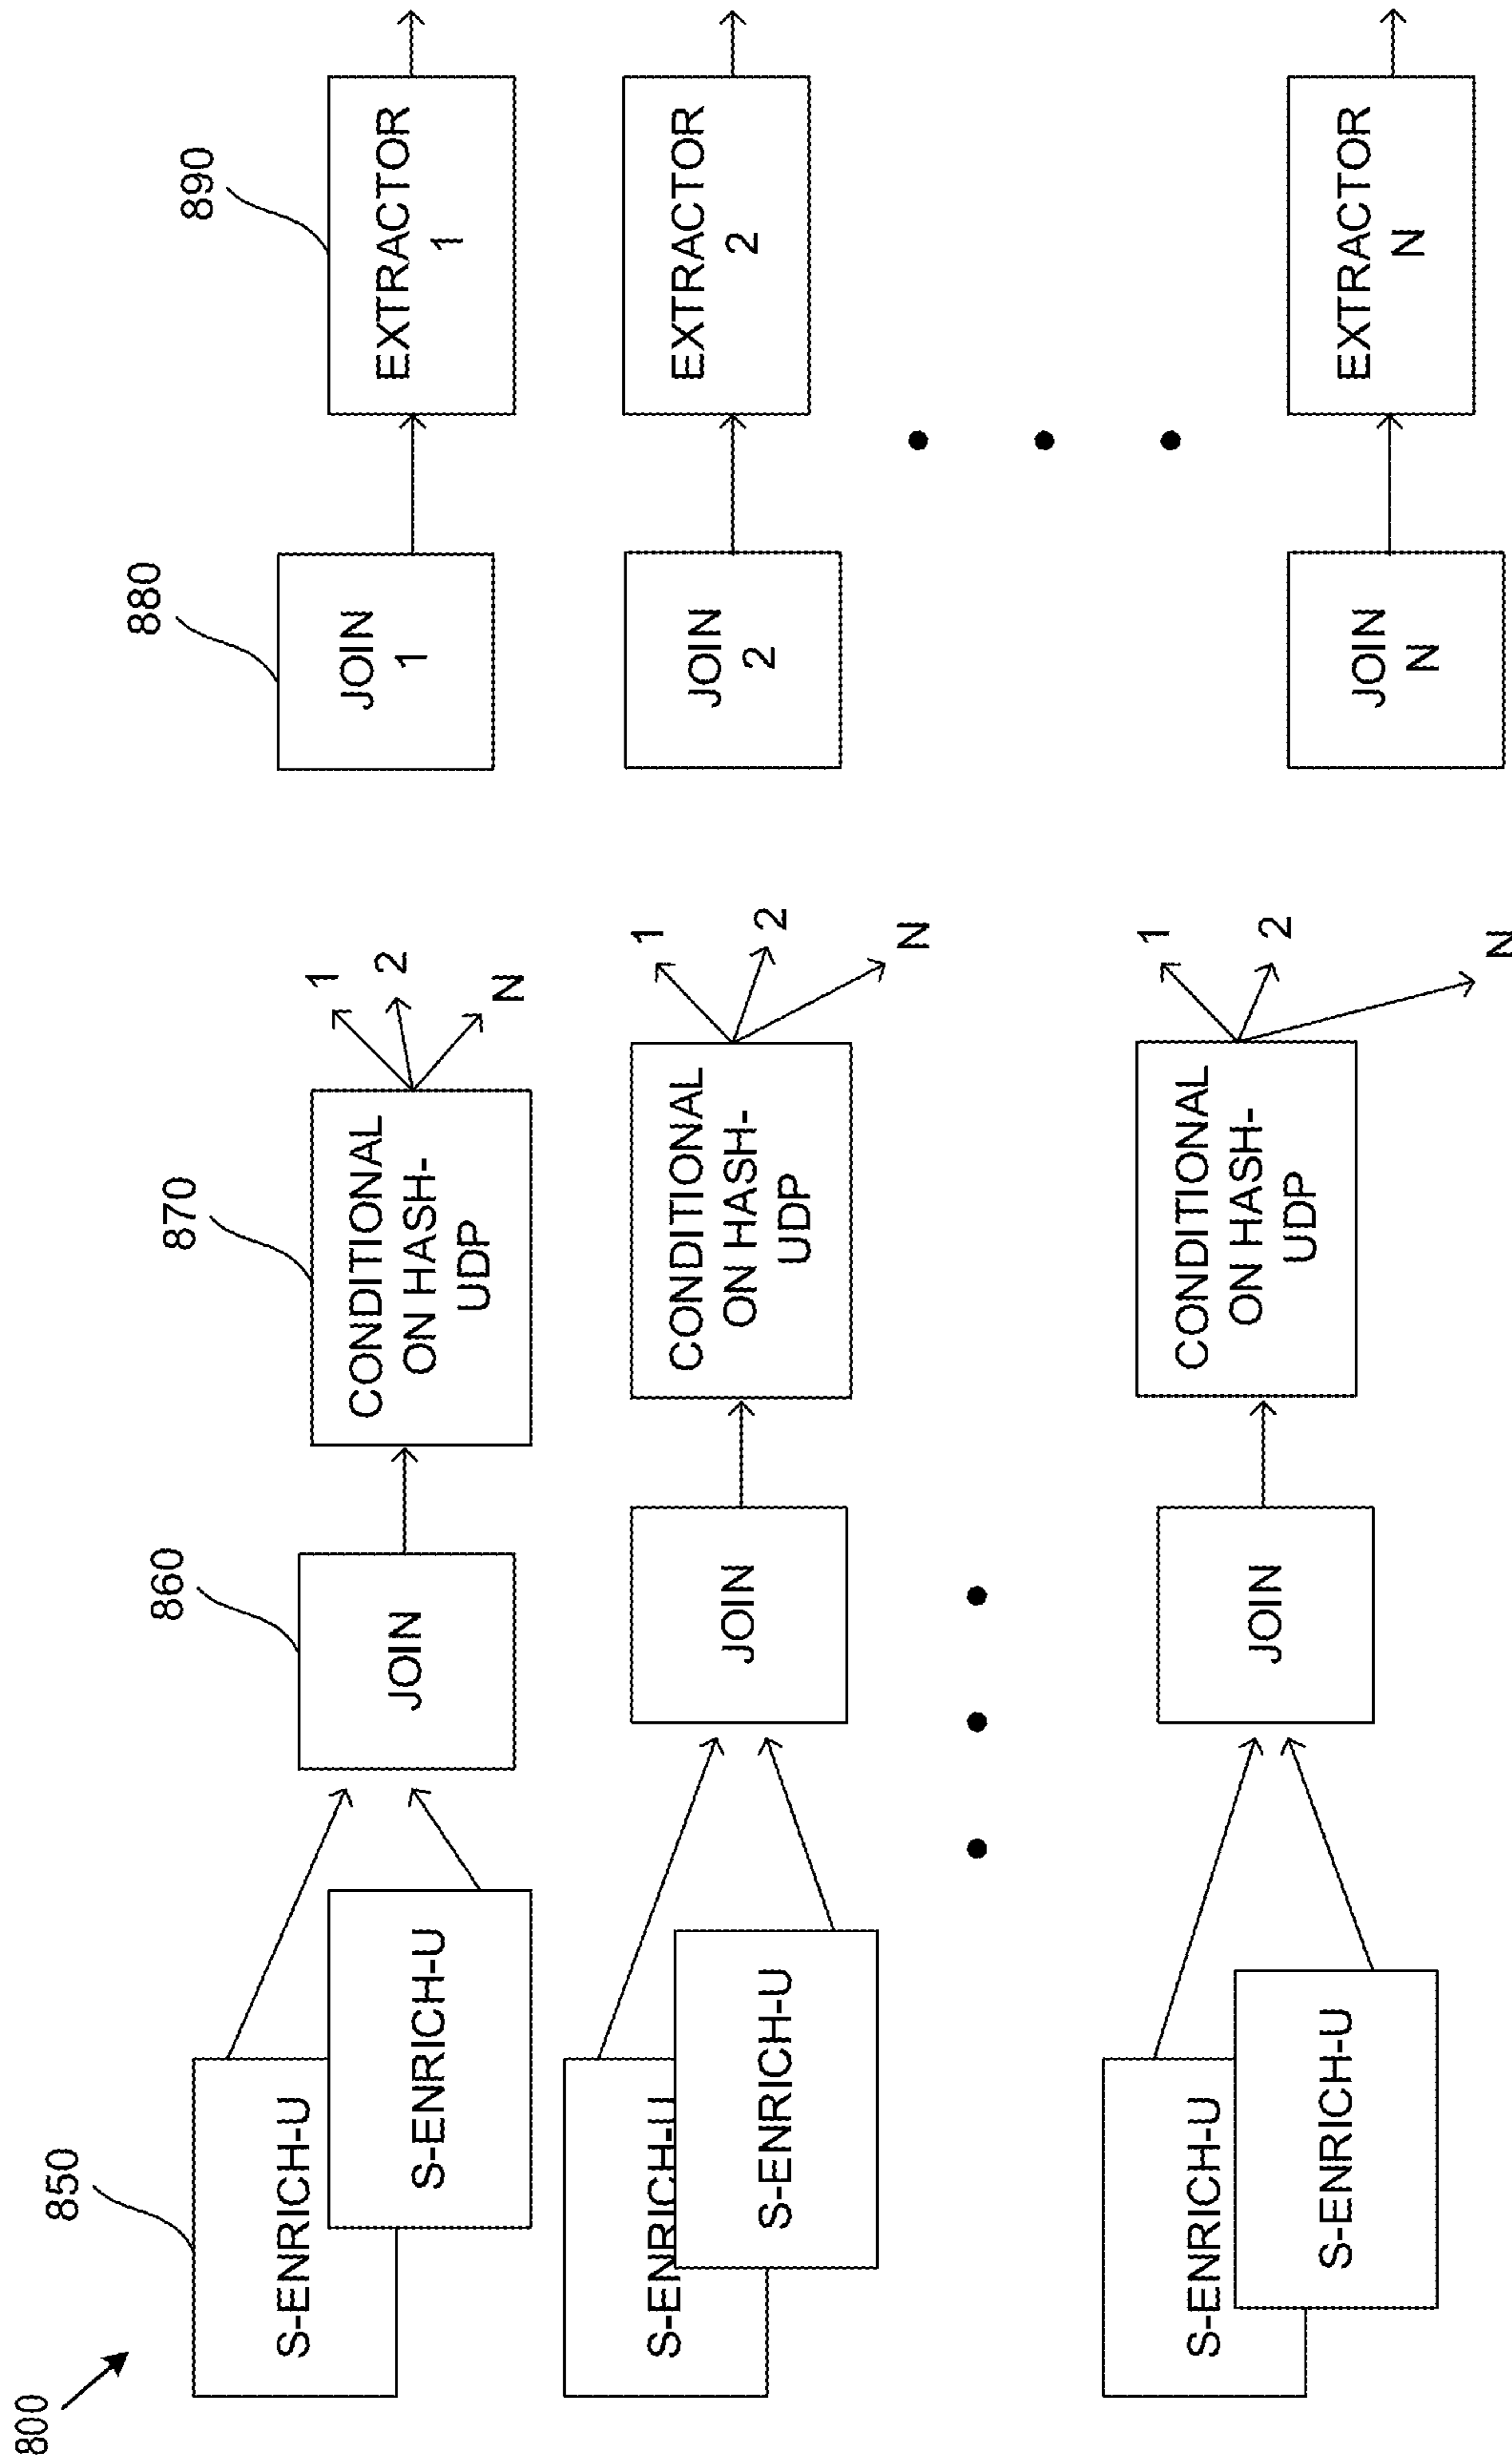 800
850
S-ENRICH-U
S-ENRICH-U
860
JOIN
870
CONDITIONAL
ON HASH-
UDP
1
2
N
880
JOIN
1
890
EXTRACTOR
1
S-ENRICH-U
S-ENRICH-U
JOIN
CONDITIONAL
ON HASH-
UDP
1
2
N
JOIN
2
EXTRACTOR
2
S-ENRICH-U
S-ENRICH-U
JOIN
CONDITIONAL
ON HASH-
UDP
1
2
N
JOIN
N
EXTRACTOR
N